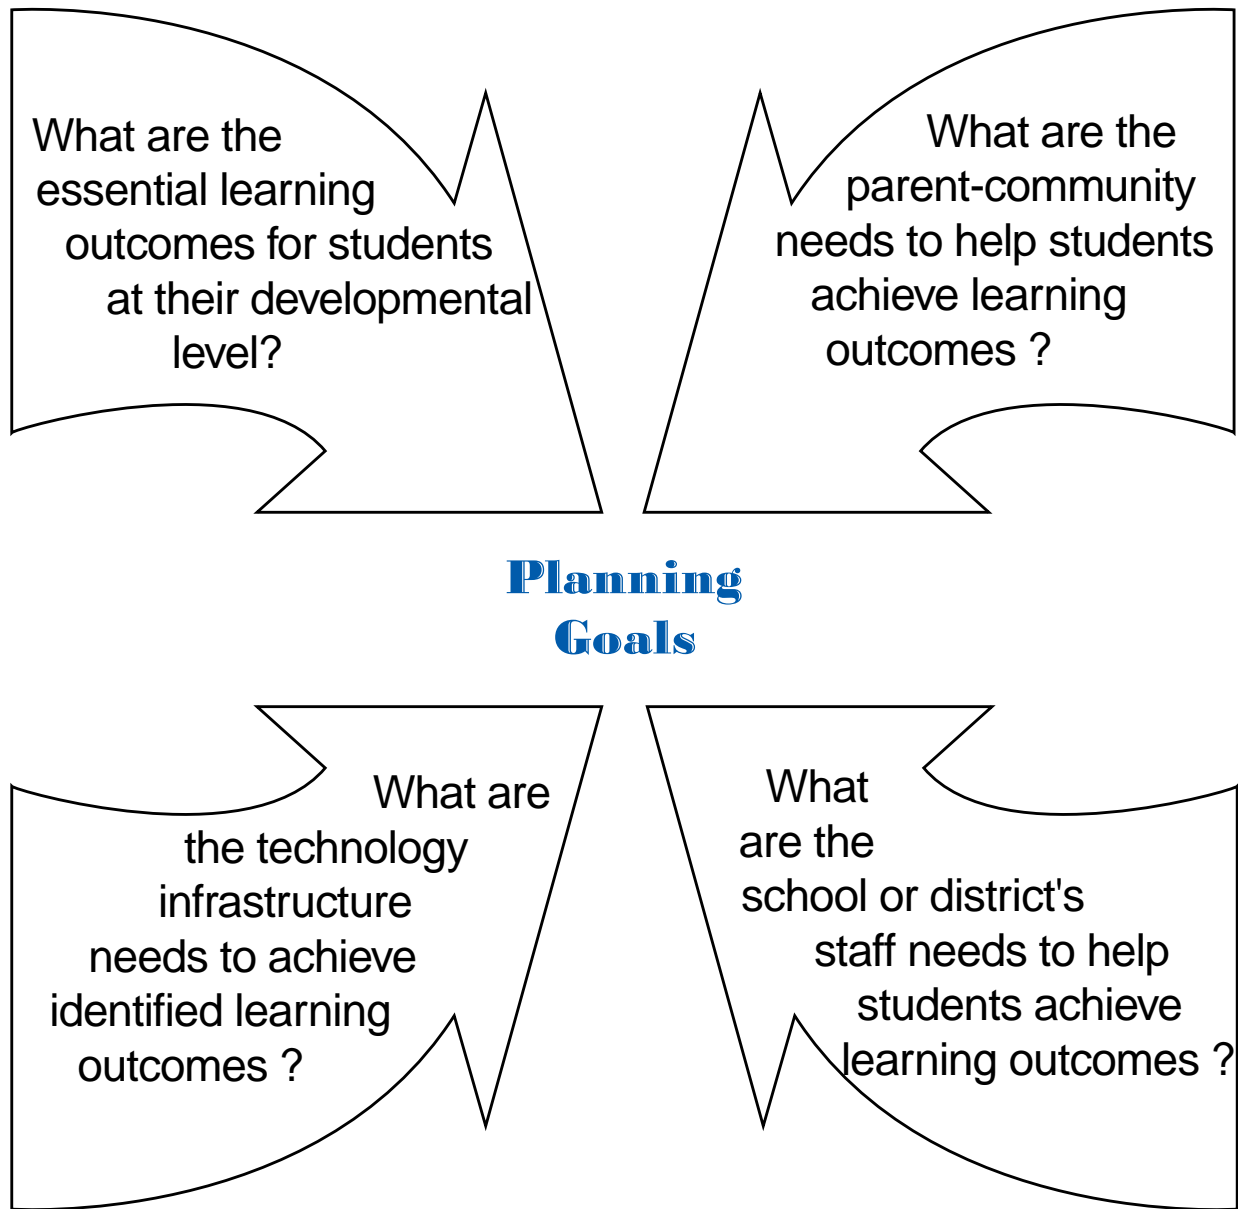 What are the
essential learning
outcomes for students
at their developmental
level?
What are the
parent-community
needs to help students
achieve learning
outcomes ?
Planning
Goals
What are
the technology
infrastructure
needs to achieve
identified learning
outcomes ?
What
are the
school or district's
staff needs to help
students achieve
learning outcomes ?